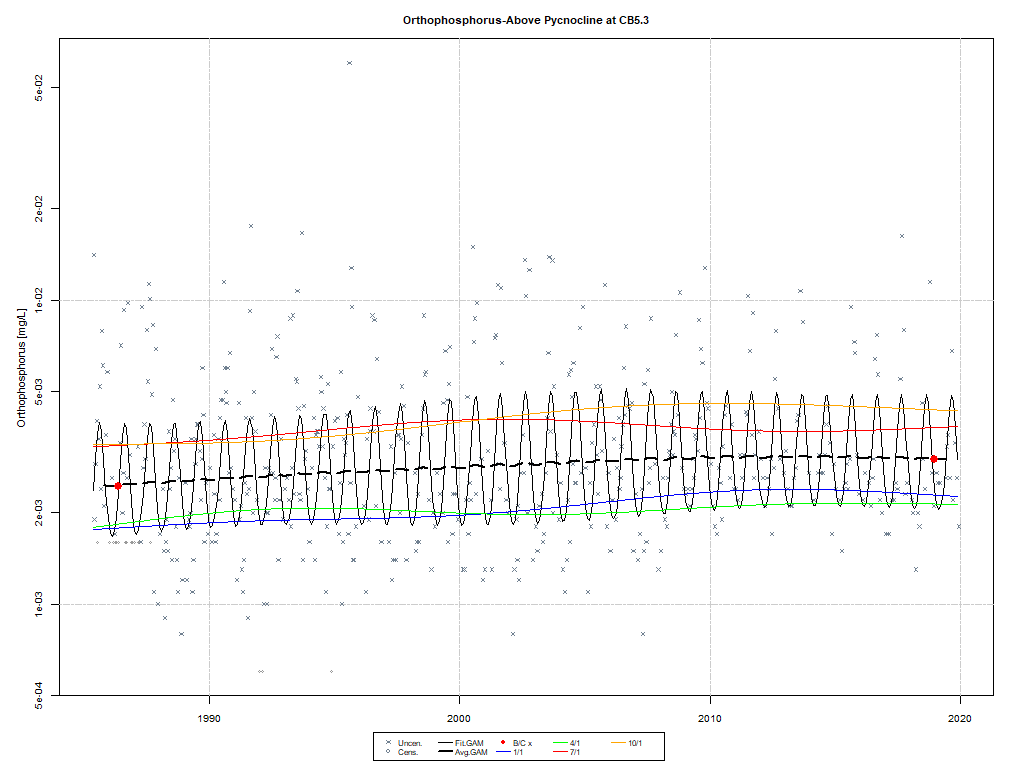 Orthophosphorus-Above Pycnocline at CB5.3
Orthophosphorus [mg/L]
5e-02
2e-02
1e-02
5e-03
2e-03
1e-03
5e-04
1990 2000 2010 2020
Uncen. Fit.GAM B/C x 4/1 10/1
Cens. Avg.GAM 1/1 7/1